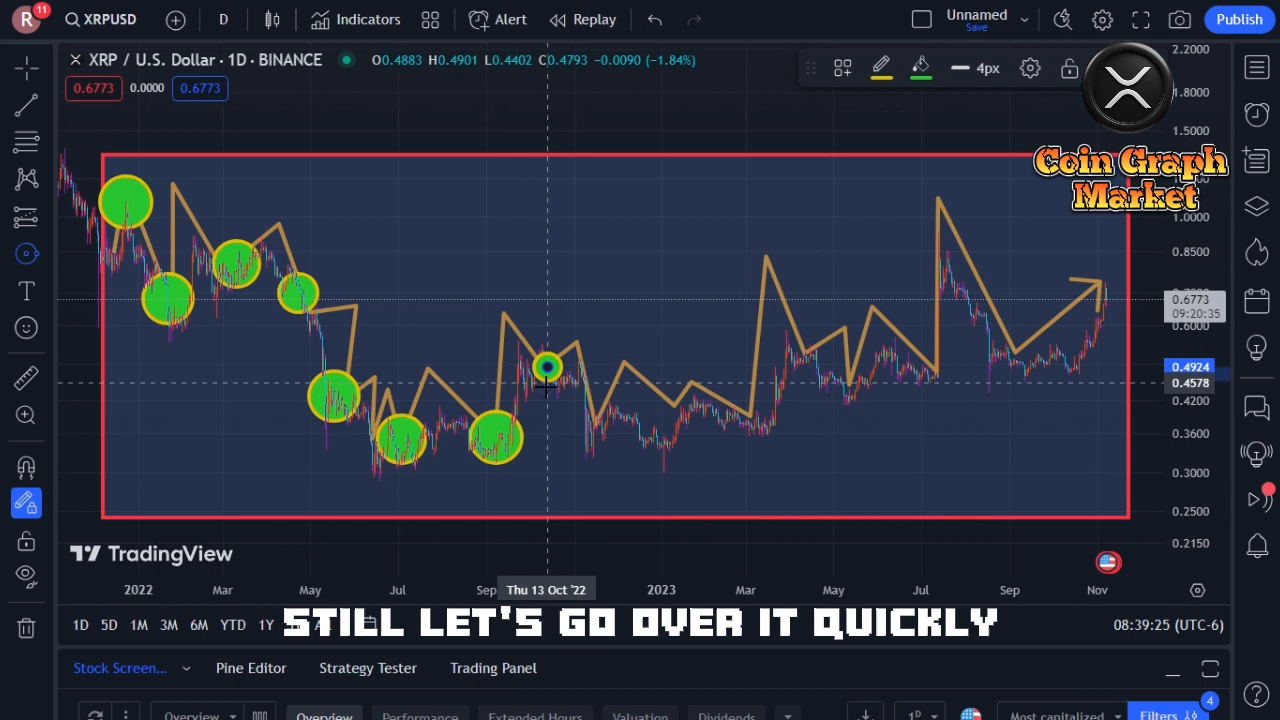 R 11 XRPUSD D Indicators Alert Replay Unnamed Save Publish
XRP / U.S. Dollar · 1D · BINANCE O0.4883 H0.4901 L0.4402 C0.4793 −0.0090 (−1.84%) 4px
0.6773 0.0000 0.6773
Coin Graph
Market
2.2000
1.8000
1.5000
1.0000
0.8500
0.6773
09:20:35
0.6000
0.4924
0.4578
0.4200
0.3600
0.3000
0.2500
0.2150
TradingView
2022 Mar May Jul Sep Thu 13 Oct '22 2023 Mar May Jul Sep Nov
STILL LET'S GO OVER IT QUICKLY
1D 5D 1M 3M 6M YTD 1Y 08:39:25 (UTC-6)
Stock Screen... Pine Editor Strategy Tester Trading Panel
4
Overview Overview Performance Extended Hours Valuation Dividends 1D Most capitalized Filters